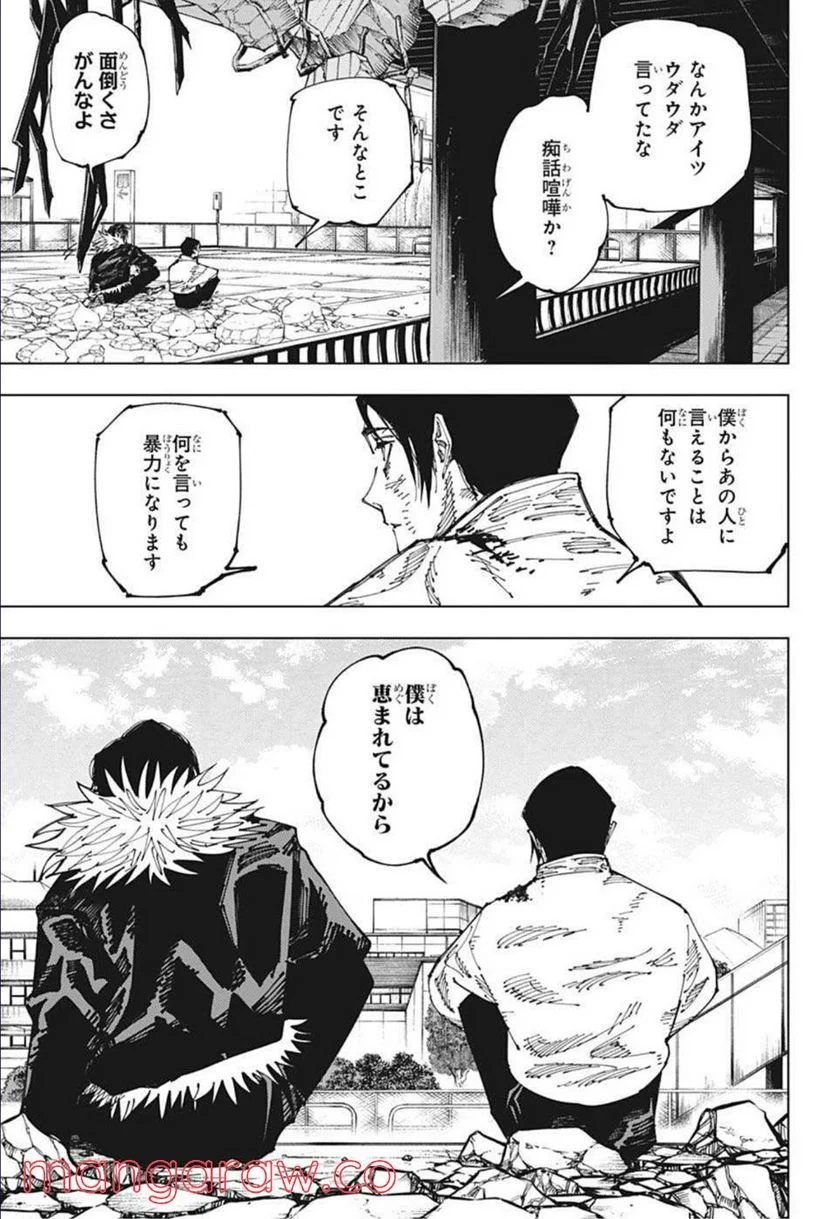 なんかアイツ
ウダウダ
言ってたな
痴話喧嘩か?
そんなとこ
です
面倒くさ
がんなよ
僕からあの人に
言えることは
何もないですよ
何を言っても
暴力になります
僕は
恵まれてるから
mangaraw.co